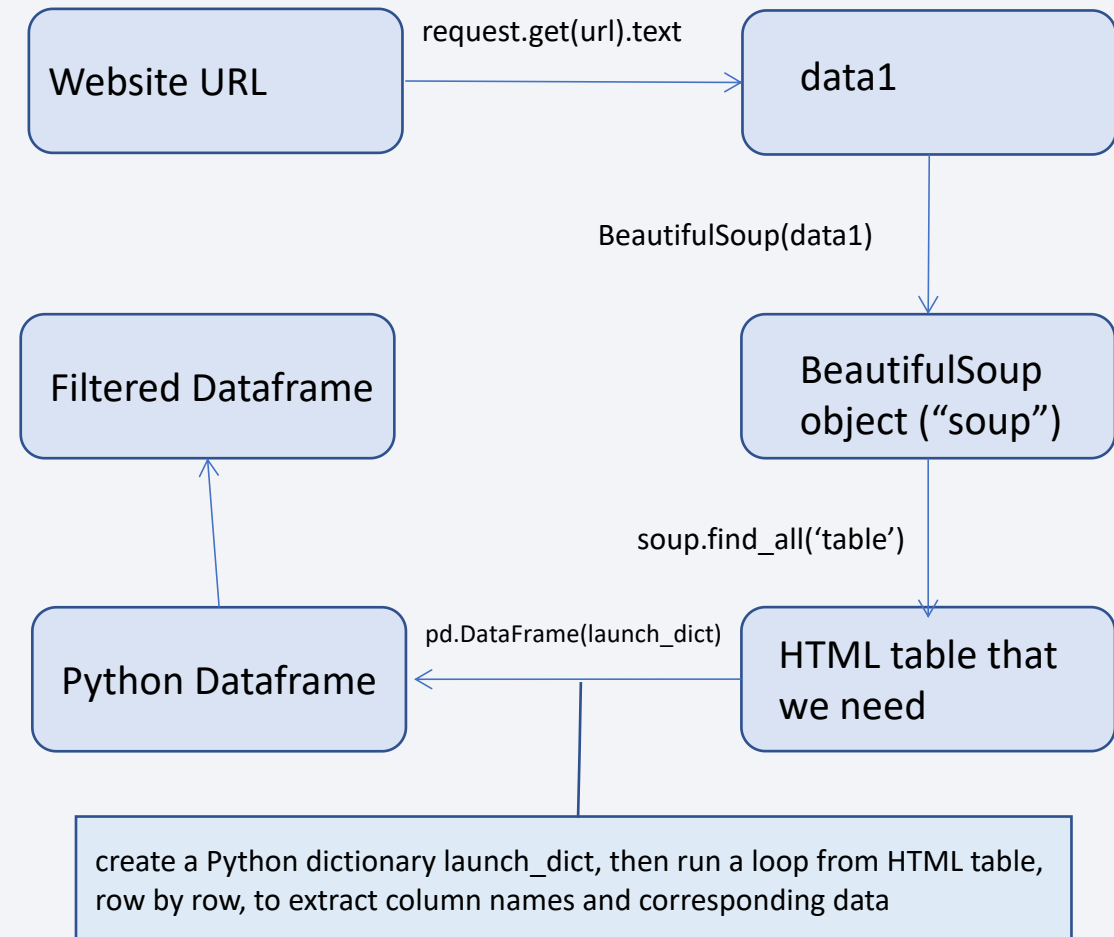 request.get(url).text
Website URL
data1
BeautifulSoup(data1)
Filtered Dataframe
BeautifulSoup
object (“soup”)
soup.find_all(‘table’)
pd.DataFrame(launch_dict)
Python Dataframe
HTML table that
we need
create a Python dictionary launch_dict, then run a loop from HTML table,
row by row, to extract column names and corresponding data